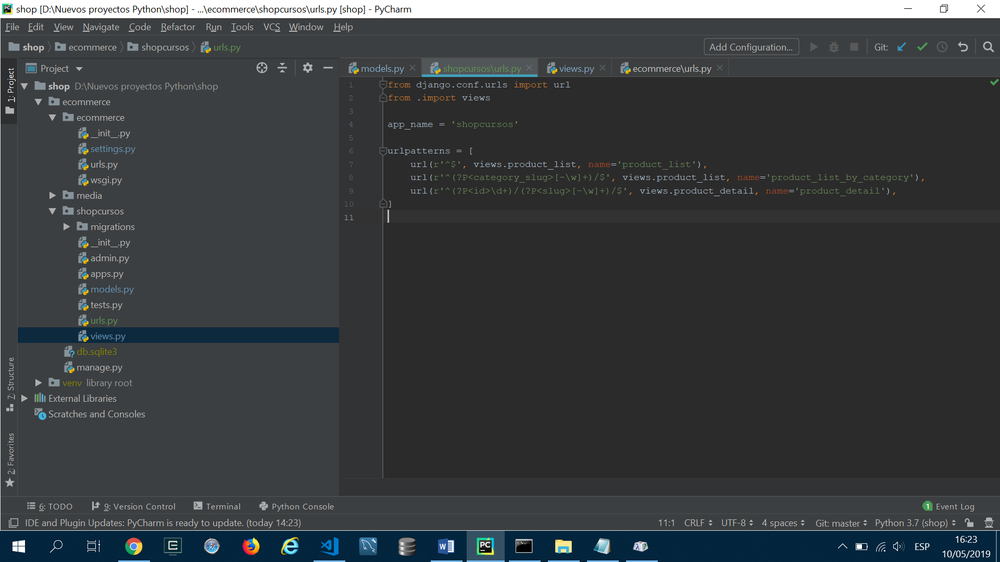 shop [D:\Nuevos proyectos Python\shop] - ...\ecommerce\shopcursos\urls.py [shop] - PyCharm
File Edit View Navigate Code Refactor Run Tools VCS Window Help
shop ecommerce shopcursos urls.py Add Configuration... Git:
1: Project
Project
models.py shopcursos\urls.py views.py ecommerce\urls.py
shop D:\Nuevos proyectos Python\shop
ecommerce
ecommerce
__init__.py
settings.py
urls.py
wsgi.py
media
shopcursos
migrations
__init__.py
admin.py
apps.py
models.py
tests.py
urls.py
views.py
db.sqlite3
manage.py
venv library root
External Libraries
Scratches and Consoles
7: Structure
2: Favorites
1 from django.conf.urls import url
2 from .import views
3
4 app_name = 'shopcursos'
5
6 urlpatterns = [
7 url(r'^$', views.product_list, name='product_list'),
8 url(r'^(?P<category_slug>[-\w]+)/$', views.product_list, name='product_list_by_category'),
9 url(r'^(?P<id>\d+)/(?P<slug>[-\w]+)/$', views.product_detail, name='product_detail'),
10 ]
11
6: TODO 9: Version Control Terminal Python Console 1 Event Log
IDE and Plugin Updates: PyCharm is ready to update. (today 14:23) 11:1 CRLF UTF-8 4 spaces Git: master Python 3.7 (shop)
ESP
16:23
10/05/2019